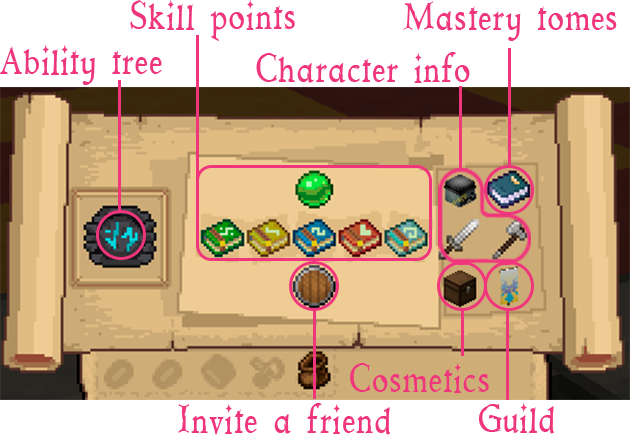 Skill points
Mastery tomes
Ability tree
Character info
Cosmetics
Invite a friend
Guild